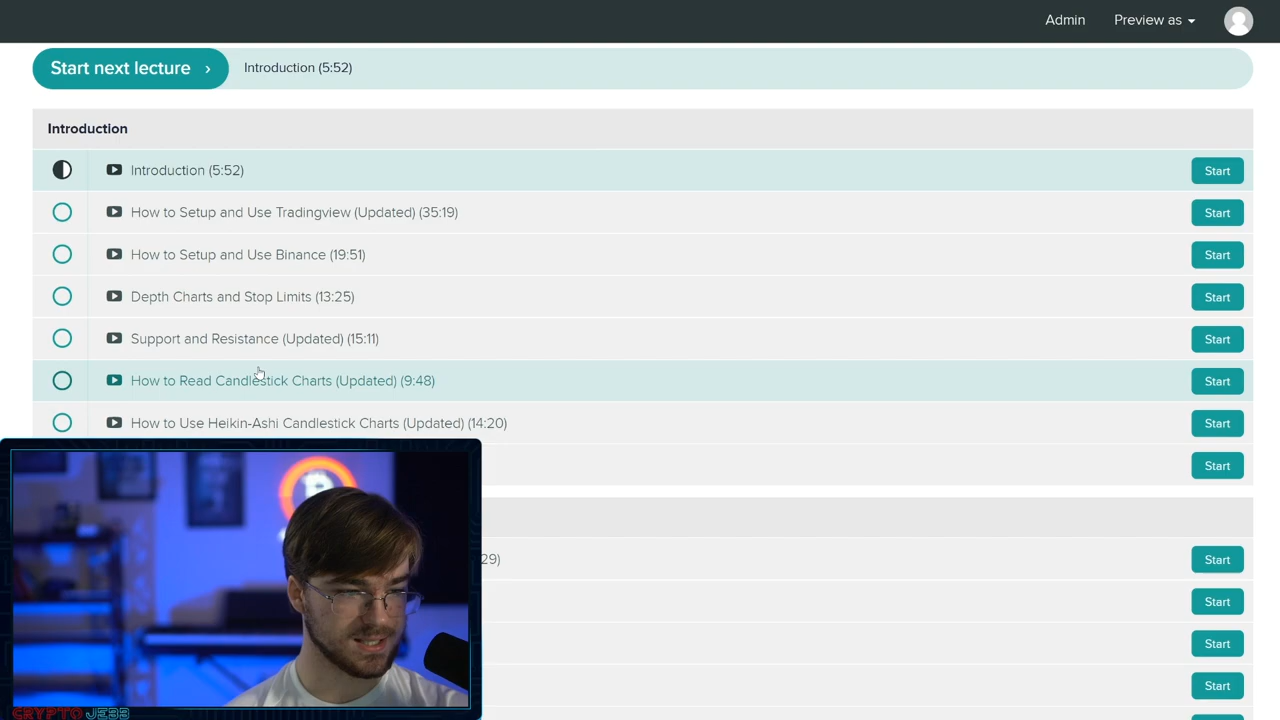 Admin
Preview as
Start next lecture ›
Introduction (5:52)
Introduction
Introduction (5:52)
Start
How to Setup and Use Tradingview (Updated) (35:19)
Start
How to Setup and Use Binance (19:51)
Start
Depth Charts and Stop Limits (13:25)
Start
Support and Resistance (Updated) (15:11)
Start
How to Read Candlestick Charts (Updated) (9:48)
Start
How to Use Heikin-Ashi Candlestick Charts (Updated) (14:20)
Start
Start
29)
Start
Start
Start
Start
CRYPTO JEBB